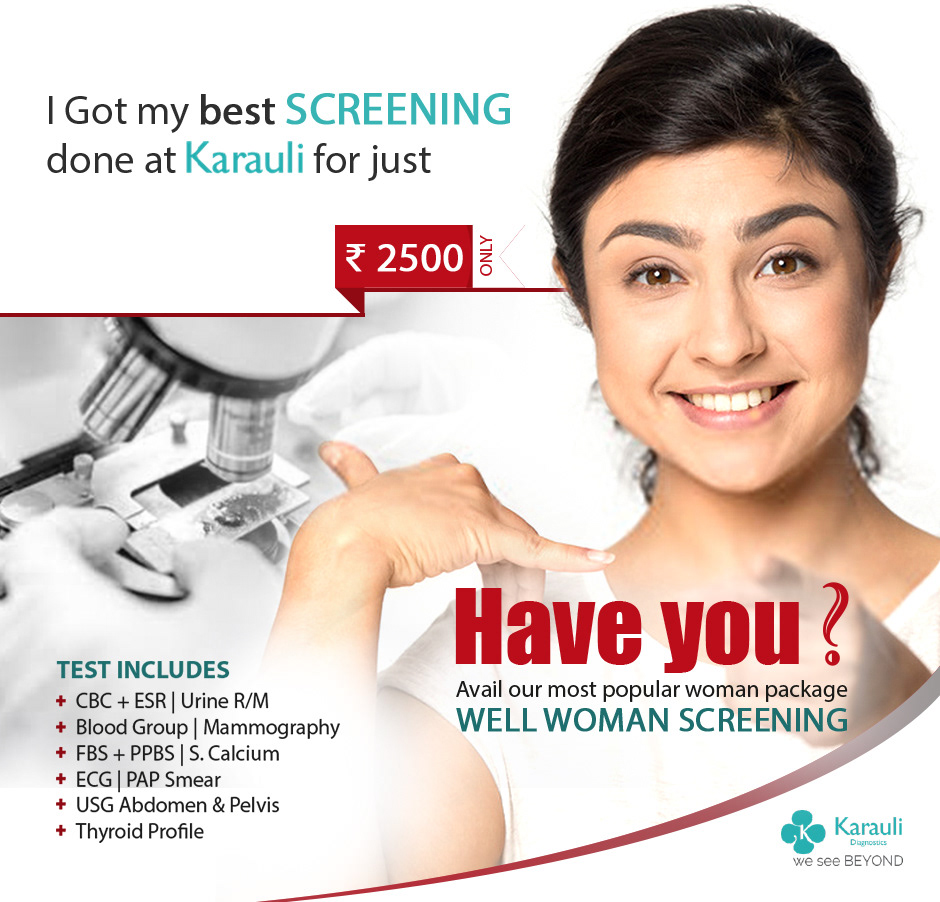 I Got my best SCREENING
done at Karauli for just
₹ 2500 ONLY
Have you ?
Avail our most popular woman package
WELL WOMAN SCREENING
TEST INCLUDES
+ CBC + ESR | Urine R/M
+ Blood Group | Mammography
+ FBS + PPBS | S. Calcium
+ ECG | PAP Smear
+ USG Abdomen & Pelvis
+ Thyroid Profile
K
Karauli
Diagnostics
we see BEYOND